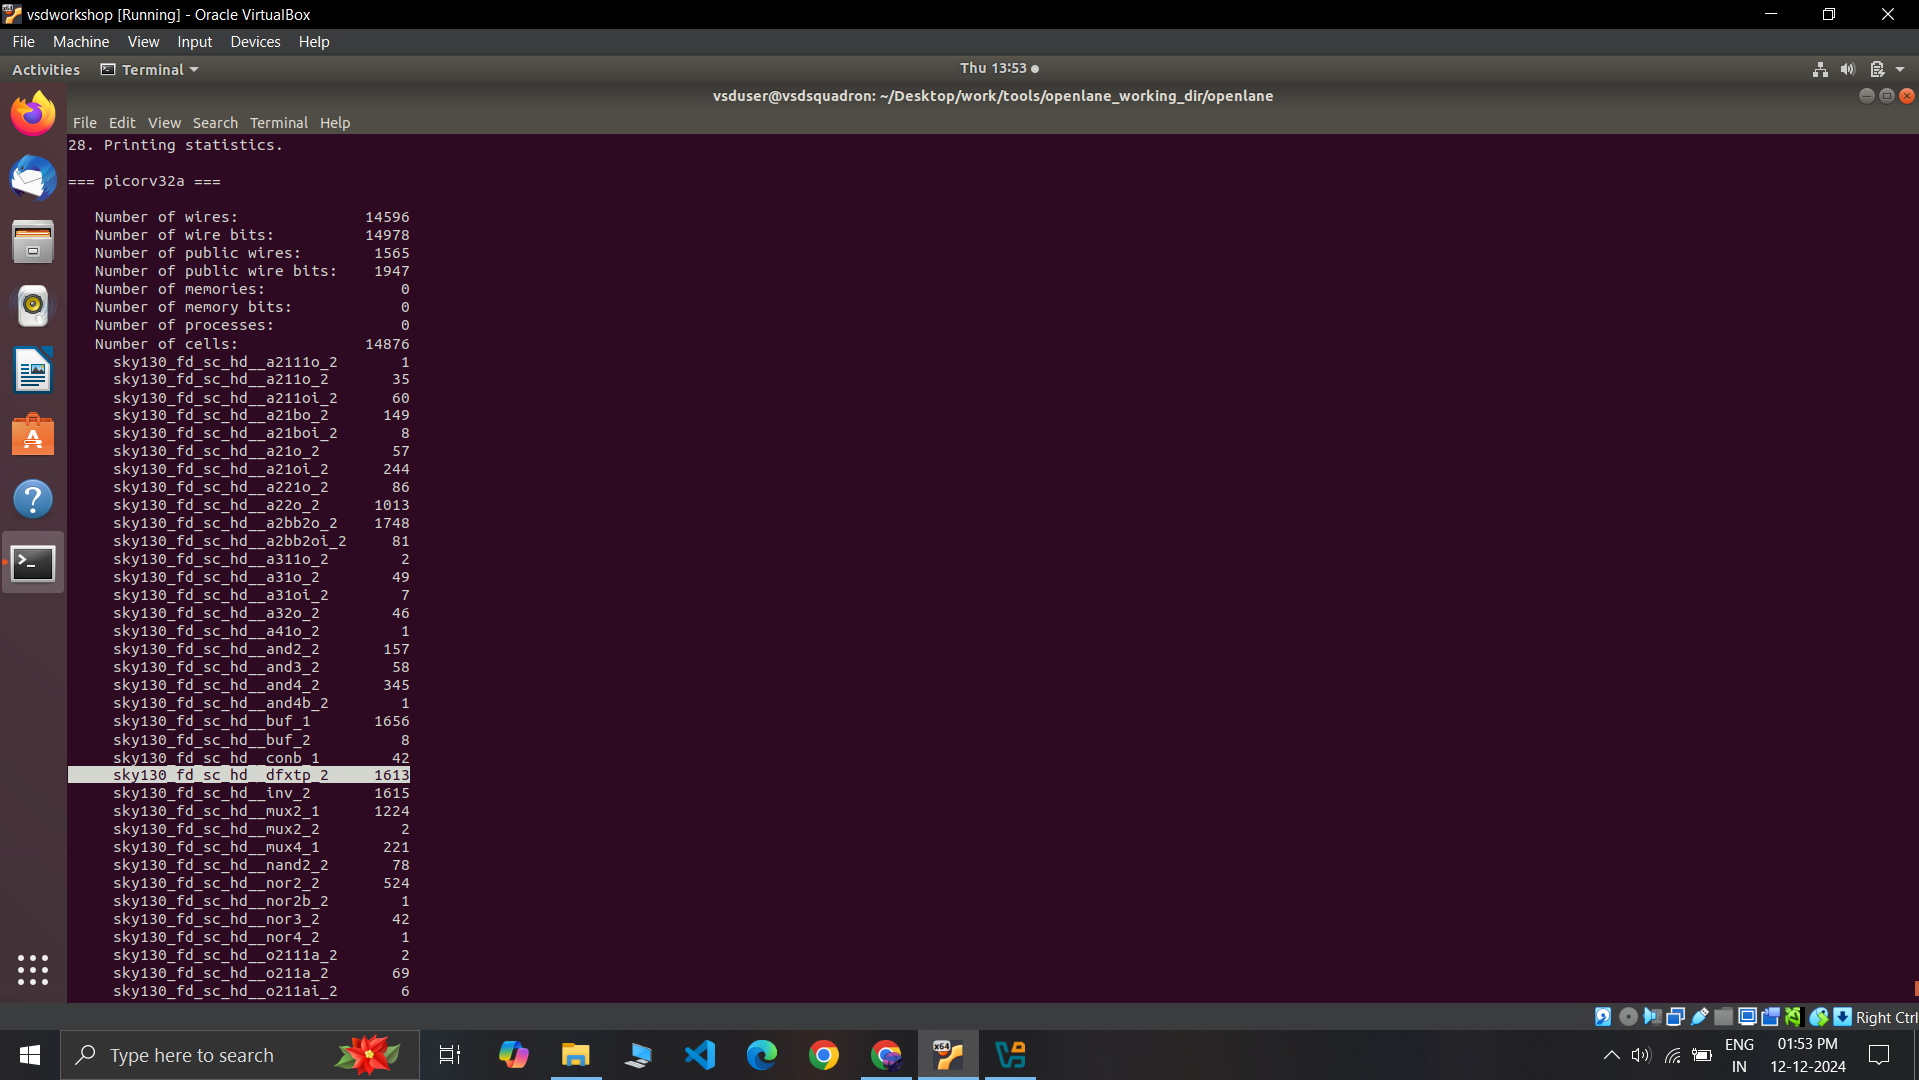 vsdworkshop [Running] - Oracle VirtualBox
File Machine View Input Devices Help
Activities Terminal Thu 13:53
vsduser@vsdsquadron: ~/Desktop/work/tools/openlane_working_dir/openlane
File Edit View Search Terminal Help
28. Printing statistics.
=== picorv32a ===
Number of wires: 14596
Number of wire bits: 14978
Number of public wires: 1565
Number of public wire bits: 1947
Number of memories: 0
Number of memory bits: 0
Number of processes: 0
Number of cells: 14876
sky130_fd_sc_hd__a2111o_2 1
sky130_fd_sc_hd__a211o_2 35
sky130_fd_sc_hd__a211oi_2 60
sky130_fd_sc_hd__a21bo_2 149
sky130_fd_sc_hd__a21boi_2 8
sky130_fd_sc_hd__a21o_2 57
sky130_fd_sc_hd__a21oi_2 244
sky130_fd_sc_hd__a221o_2 86
sky130_fd_sc_hd__a22o_2 1013
sky130_fd_sc_hd__a2bb2o_2 1748
sky130_fd_sc_hd__a2bb2oi_2 81
sky130_fd_sc_hd__a311o_2 2
sky130_fd_sc_hd__a31o_2 49
sky130_fd_sc_hd__a31oi_2 7
sky130_fd_sc_hd__a32o_2 46
sky130_fd_sc_hd__a41o_2 1
sky130_fd_sc_hd__and2_2 157
sky130_fd_sc_hd__and3_2 58
sky130_fd_sc_hd__and4_2 345
sky130_fd_sc_hd__and4b_2 1
sky130_fd_sc_hd__buf_1 1656
sky130_fd_sc_hd__buf_2 8
sky130_fd_sc_hd__conb_1 42
sky130_fd_sc_hd__dfxtp_2 1613
sky130_fd_sc_hd__inv_2 1615
sky130_fd_sc_hd__mux2_1 1224
sky130_fd_sc_hd__mux2_2 2
sky130_fd_sc_hd__mux4_1 221
sky130_fd_sc_hd__nand2_2 78
sky130_fd_sc_hd__nor2_2 524
sky130_fd_sc_hd__nor2b_2 1
sky130_fd_sc_hd__nor3_2 42
sky130_fd_sc_hd__nor4_2 1
sky130_fd_sc_hd__o2111a_2 2
sky130_fd_sc_hd__o211a_2 69
sky130_fd_sc_hd__o211ai_2 6
Right Ctrl
Type here to search
ENG
IN
01:53 PM
12-12-2024